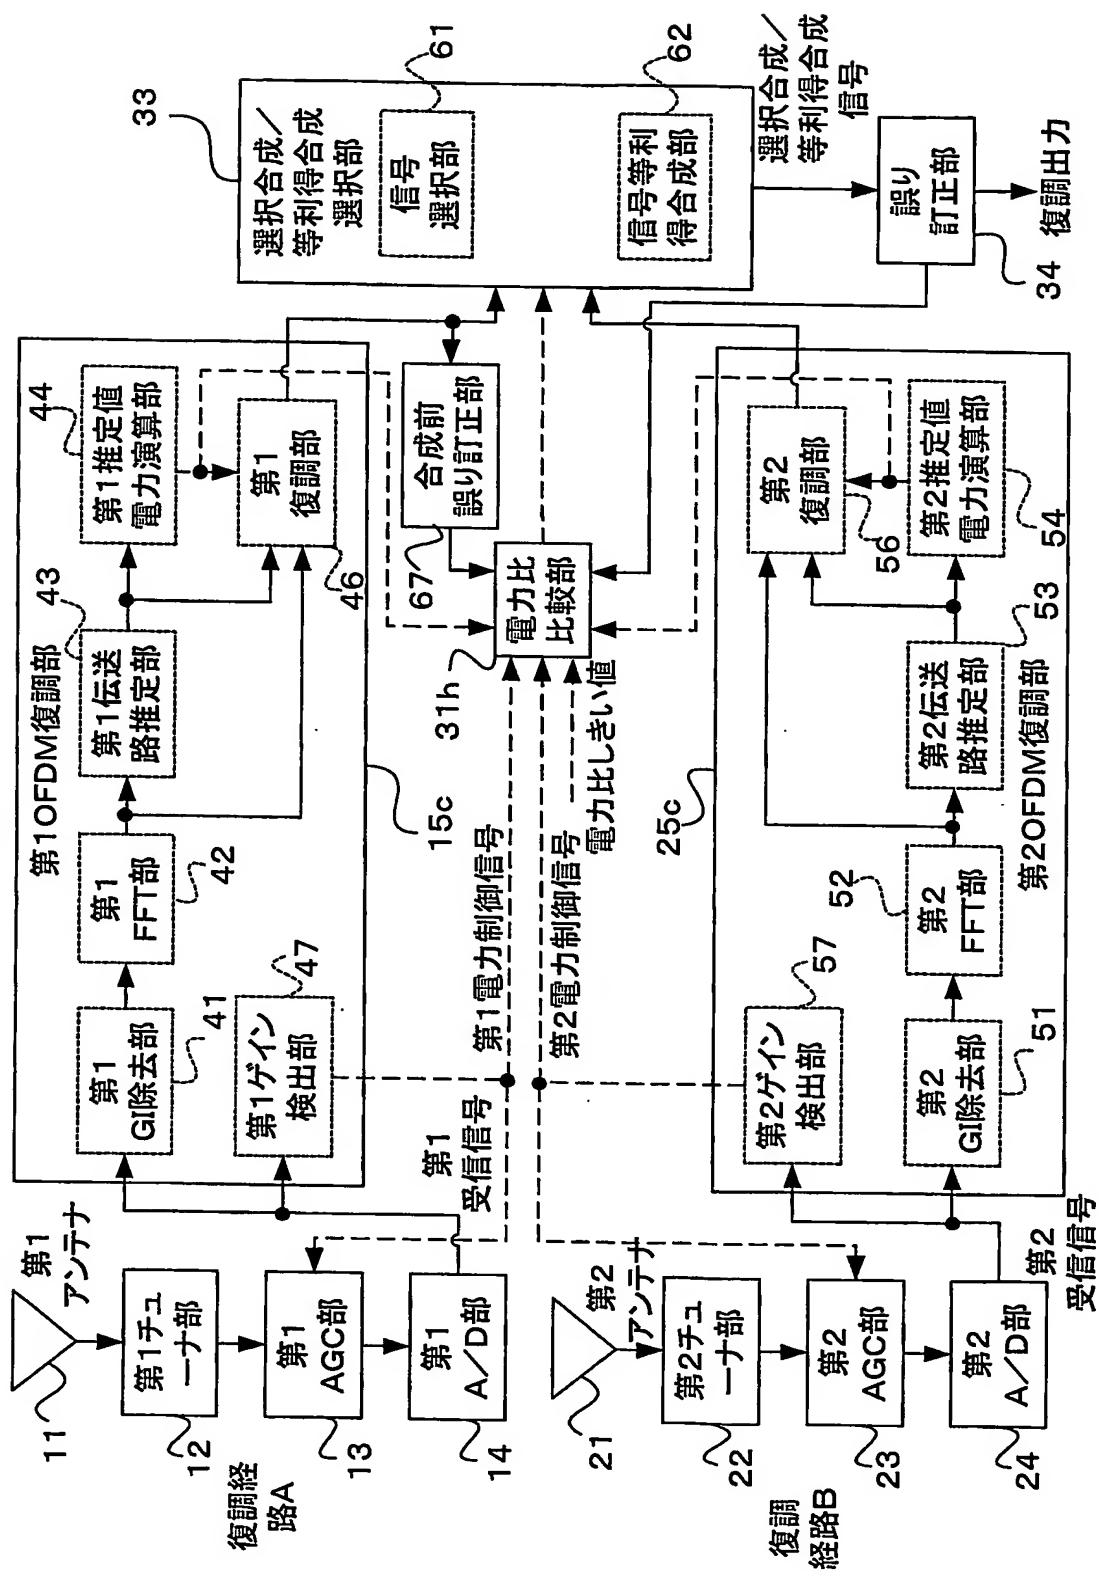 第1
アンテナ
11
第1チュ
ーナ部
12
第1
AGC部
13
第1
A/D部
14
復調経
路A
第1
受信信号
第1OFDM復調部
第1
GI除去部
41
第1ゲイン
検出部
47
第1
FFT部
42
第1伝送
路推定部
43
第1推定値
電力演算部
44
第1
復調部
46
15c
第1電力制御信号
第2電力制御信号
電力比しきい値
電力比
比較部
31h
合成前
誤り訂正部
67
選択合成/
等利得合成
選択部
33
信号
選択部
61
信号等利
得合成部
62
選択合成/
等利得合成
信号
誤り
訂正部
34
復調出力
第2
アンテナ
21
第2チュ
ーナ部
22
第2
AGC部
23
第2
A/D部
24
復調
経路B
第2
受信信号
25c
第2ゲイン
検出部
57
第2
GI除去部
51
第2
FFT部
52
第2伝送
路推定部
53
第2推定値
電力演算部
54
第2
復調部
56
第2OFDM復調部